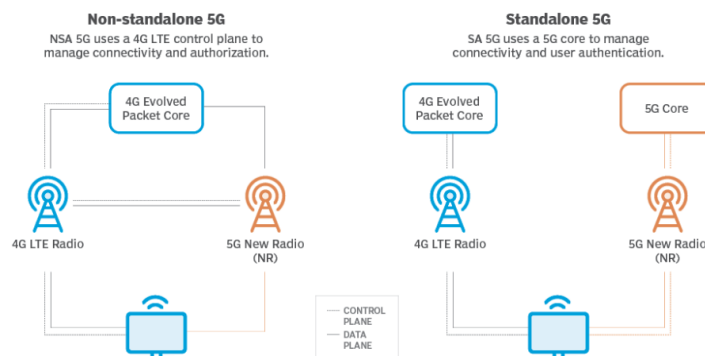 Non-standalone 5G
NSA 5G uses a 4G LTE control plane to
manage connectivity and authorization.
4G Evolved
Packet Core
4G LTE Radio
5G New Radio
(NR)
Standalone 5G
SA 5G uses a 5G core to manage
connectivity and user authentication.
4G Evolved
Packet Core
5G Core
4G LTE Radio
5G New Radio
(NR)
CONTROL
PLANE
DATA
PLANE